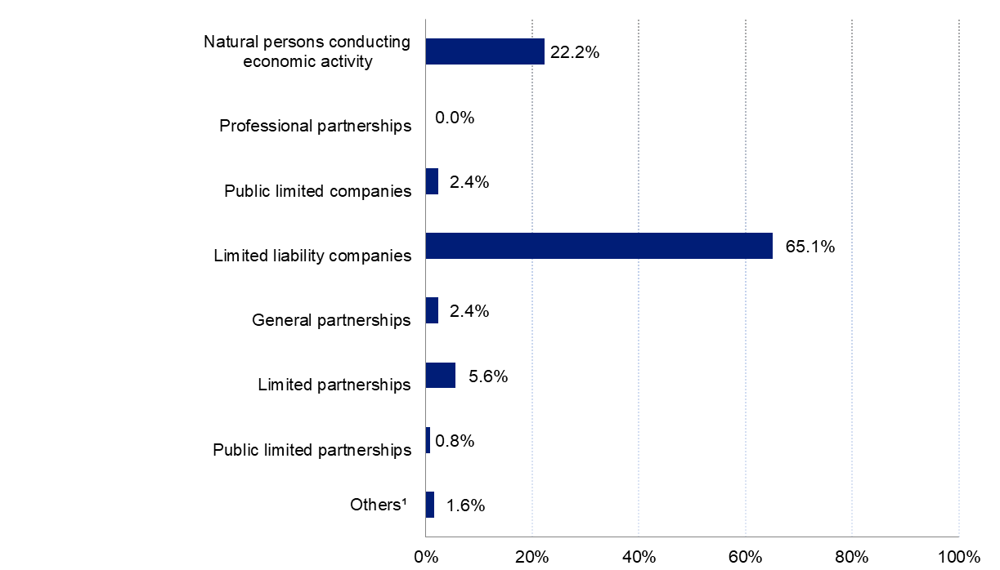 Natural persons conducting
economic activity
22.2%
Professional partnerships
0.0%
Public limited companies
2.4%
Limited liability companies
65.1%
General partnerships
2.4%
Limited partnerships
5.6%
Public limited partnerships
0.8%
Others¹
1.6%
0% 20% 40% 60% 80% 100%